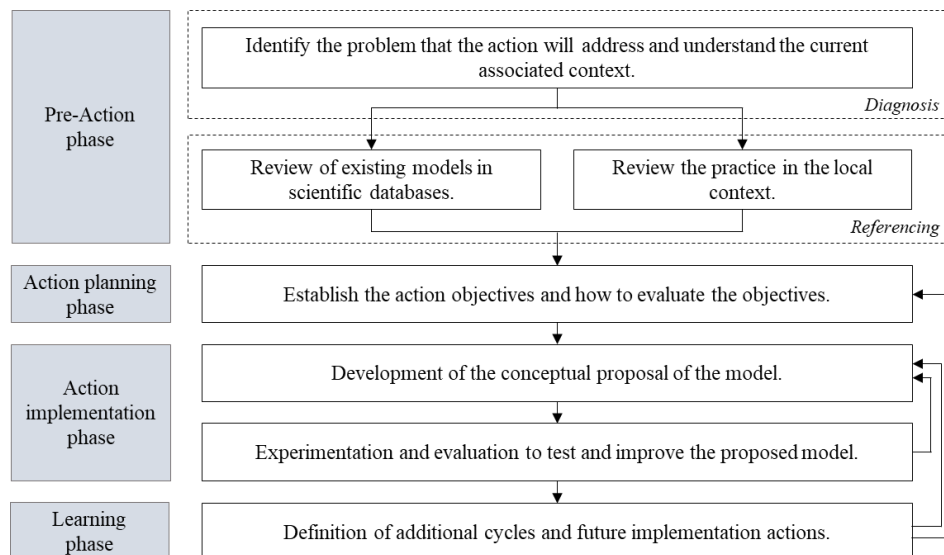 Pre-Action
phase
Identify the problem that the action will address and understand the current
associated context.
Diagnosis
Review of existing models in
scientific databases.
Review the practice in the local
context.
Referencing
Action planning
phase
Establish the action objectives and how to evaluate the objectives.
Action
implementation
phase
Development of the conceptual proposal of the model.
Experimentation and evaluation to test and improve the proposed model.
Learning
phase
Definition of additional cycles and future implementation actions.